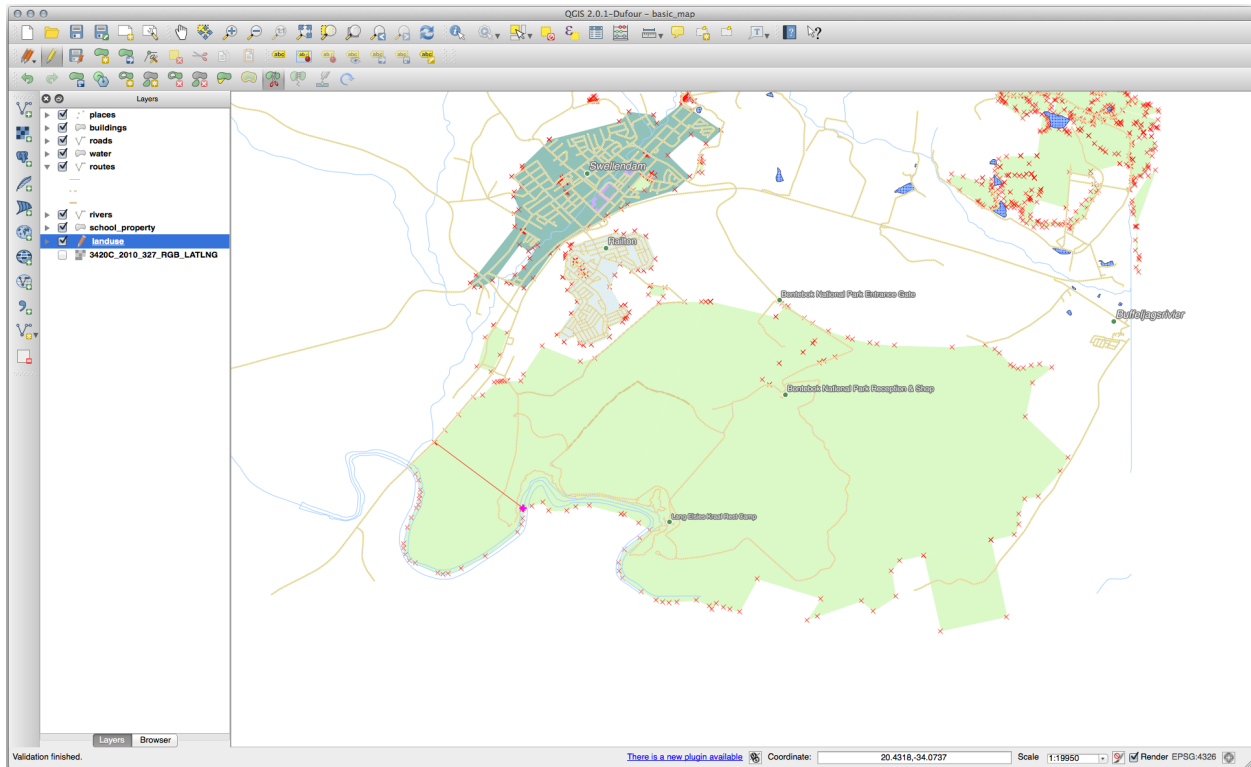 QGIS 2.0.1-Dufour - basic_map
Layers
places
buildings
roads
water
routes
rivers
school_property
landuse
3420C_2010_327_RGB_LATLNG
Swellendam
Railton
Bontebok National Park Entrance Gate
Buffeljagsrivier
Bontebok National Park Reception & Shop
Lang Elsies Kraal Rest Camp
Layers Browser
Validation finished.
There is a new plugin available Coordinate: 20.4318,-34.0737 Scale 1:19950 Render EPSG:4326